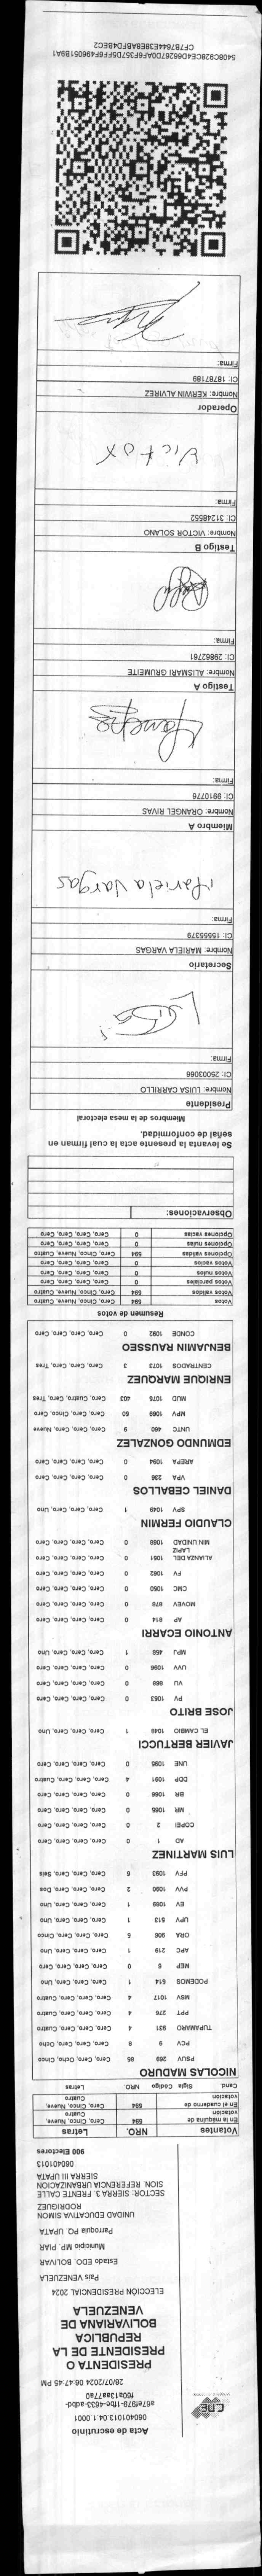 CNE
Acta de escrutinio
060401013.04.1.0001
a67ef979-1fbe-4633-adbd-
f60a13aa77a0
28/07/2024 06:47:45 PM
PRESIDENTA O
PRESIDENTE DE LA
REPUBLICA
BOLIVARIANA DE
VENEZUELA
ELECCIÓN PRESIDENCIAL 2024
Pais VENEZUELA
Estado EDO. BOLIVAR
Municipio MP. PIAR
Parroquia PQ. UPATA
UNIDAD EDUCATIVA SIMON
RODRIGUEZ
SECTOR: SIERRA 3. FRENTE CALLE
SION. REFERENCIA URBANIZACION
SIERRA III UPATA
060401013
900 Electores
Votantes NRO. Letras
En la máquina de votación 594 Cero, Cinco, Nueve, Cuatro
En el cuaderno de votación 594 Cero, Cinco, Nueve, Cuatro
Cand. Sigla Código NRO. Letras
NICOLAS MADURO
PSUV 269 85 Cero, Cero, Ocho, Cinco
PCV 9 8 Cero, Cero, Cero, Ocho
TUPAMARO 931 4 Cero, Cero, Cero, Cuatro
PPT 276 4 Cero, Cero, Cero, Cuatro
MSV 1017 4 Cero, Cero, Cero, Cuatro
PODEMOS 514 1 Cero, Cero, Cero, Uno
MEP 6 0 Cero, Cero, Cero, Cero
APC 219 1 Cero, Cero, Cero, Uno
ORA 906 5 Cero, Cero, Cero, Cinco
UPV 513 1 Cero, Cero, Cero, Uno
EV 1089 1 Cero, Cero, Cero, Uno
PVV 1090 2 Cero, Cero, Cero, Dos
PFV 1093 6 Cero, Cero, Cero, Seis
LUIS MARTINEZ
AD 1 0 Cero, Cero, Cero, Cero
COPEI 2 0 Cero, Cero, Cero, Cero
MR 1065 0 Cero, Cero, Cero, Cero
BR 1066 0 Cero, Cero, Cero, Cero
DDP 1091 4 Cero, Cero, Cero, Cuatro
UNE 1095 0 Cero, Cero, Cero, Cero
JAVIER BERTUCCI
EL CAMBIO 1048 1 Cero, Cero, Cero, Uno
JOSE BRITO
PV 1053 0 Cero, Cero, Cero, Cero
VU 868 0 Cero, Cero, Cero, Cero
UVV 1096 0 Cero, Cero, Cero, Cero
MPJ 458 1 Cero, Cero, Cero, Uno
ANTONIO ECARRI
AP 814 0 Cero, Cero, Cero, Cero
MOVEV 878 0 Cero, Cero, Cero, Cero
CMC 1050 0 Cero, Cero, Cero, Cero
FV 1062 0 Cero, Cero, Cero, Cero
ALIANZA DEL LAPIZ 1051 0 Cero, Cero, Cero, Cero
MIN UNIDAD 1068 0 Cero, Cero, Cero, Cero
CLAUDIO FERMIN
SPV 1049 1 Cero, Cero, Cero, Uno
DANIEL CEBALLOS
VPA 236 0 Cero, Cero, Cero, Cero
AREPA 1094 0 Cero, Cero, Cero, Cero
EDMUNDO GONZALEZ
UNTC 460 9 Cero, Cero, Cero, Nueve
MPV 1069 50 Cero, Cero, Cinco, Cero
MUD 1075 403 Cero, Cuatro, Cero, Tres
ENRIQUE MARQUEZ
CENTRADOS 1073 3 Cero, Cero, Cero, Tres
BENJAMIN RAUSSEO
CONDE 1092 0 Cero, Cero, Cero, Cero
Resumen de votos
Votos 594 Cero, Cinco, Nueve, Cuatro
Votos validos 594 Cero, Cinco, Nueve, Cuatro
Votos parciales 0 Cero, Cero, Cero, Cero
Votos nulos 0 Cero, Cero, Cero, Cero
Votos vacios 0 Cero, Cero, Cero, Cero
Opciones validas 594 Cero, Cinco, Nueve, Cuatro
Opciones nulas 0 Cero, Cero, Cero, Cero
Opciones vacias 0 Cero, Cero, Cero, Cero
Observaciones:
Se levanta la presente acta la cual firman en
señal de conformidad.
Miembros de la mesa electoral
Presidente
Nombre: LUISA CARRILLO
CI: 25003066
Firma:
Luisa
Secretario
Nombre: MARIELA VARGAS
CI: 15555379
Firma:
Mariela Vargas
Miembro A
Nombre: ORANGEL RIVAS
CI: 9910776
Firma:
Testigo A
Nombre: ALISMARI GRUMEITE
CI: 29862761
Firma:
Testigo B
Nombre: VICTOR SOLANO
CI: 31248552
Firma:
Victor
Operador
Nombre: KERWIN ALVIREZ
CI: 18787189
Firma:
5408C928CE4D66267D0AF6F357D5FF6F496051B9A1
CF7B7644E38E8ABFD4BEC2